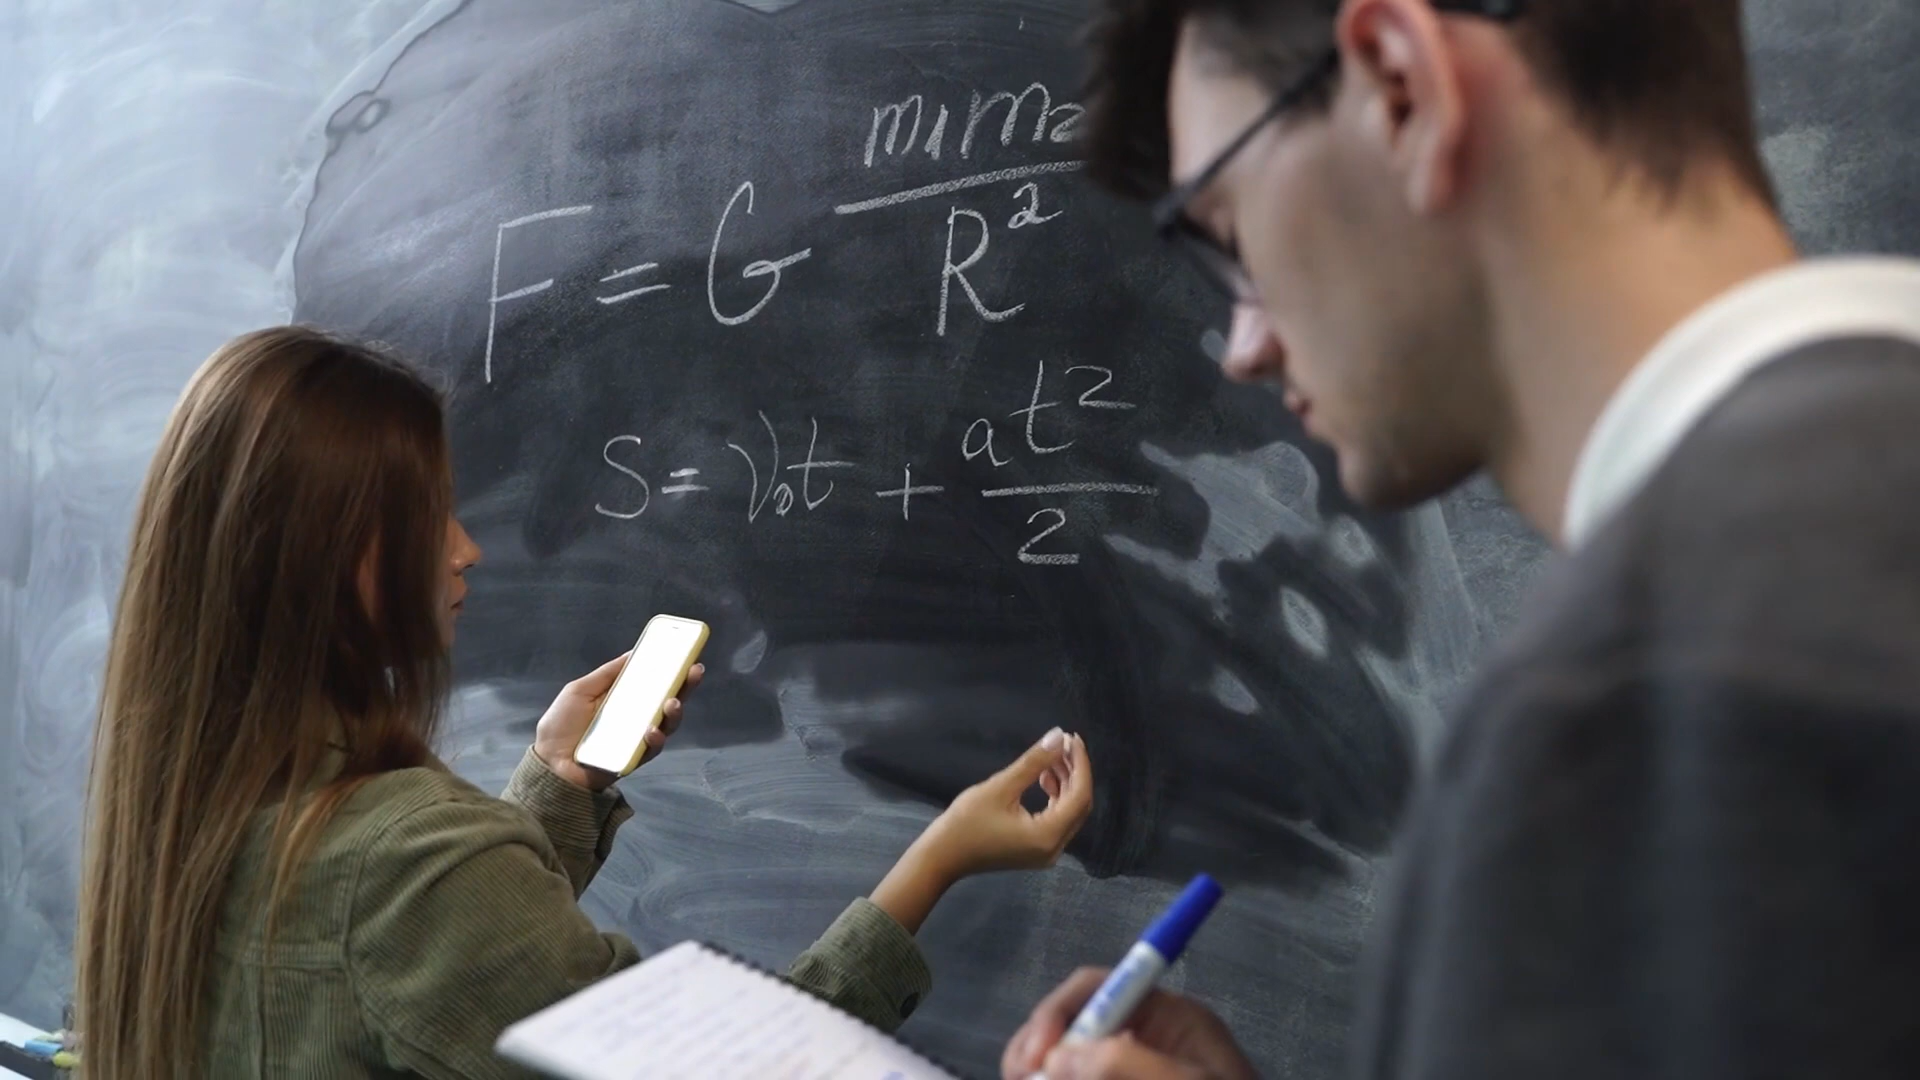 F = G m₁m₂/R²
S = V₀t + at²/2